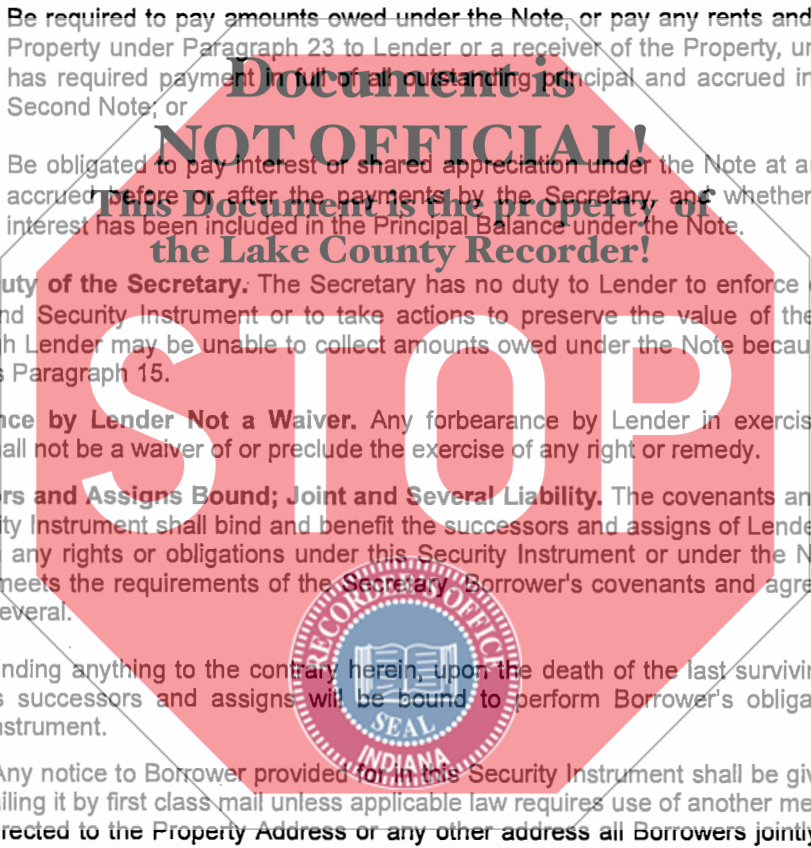 Be required to pay amounts owed under the Note, or pay any rents and
Property under Paragraph 23 to Lender or a receiver of the Property, un
has required payment in full of all outstanding principal and accrued in
Second Note; or
Document is
NOT OFFICIAL!
Be obligated to pay interest or shared appreciation under the Note at a
accrued before or after the payments by the Secretary, and whether
This Document is the property of
interest has been included in the Principal Balance under the Note.
the Lake County Recorder!
uty of the Secretary. The Secretary has no duty to Lender to enforce
nd Security Instrument or to take actions to preserve the value of the
h Lender may be unable to collect amounts owed under the Note becau
s Paragraph 15.
STOP
nce by Lender Not a Waiver. Any forbearance by Lender in exercis
all not be a waiver of or preclude the exercise of any right or remedy.
rs and Assigns Bound; Joint and Several Liability. The covenants an
ity Instrument shall bind and benefit the successors and assigns of Lende
any rights or obligations under this Security Instrument or under the N
meets the requirements of the Secretary. Borrower's covenants and agre
everal.
RECORDER'S OFFICE
SEAL
INDIANA
nding anything to the contrary herein, upon the death of the last survivin
s successors and assigns will be bound to perform Borrower's obliga
nstrument.
Any notice to Borrower provided for in this Security Instrument shall be giv
iling it by first class mail unless applicable law requires use of another me
rected to the Property Address or any other address all Borrowers jointly